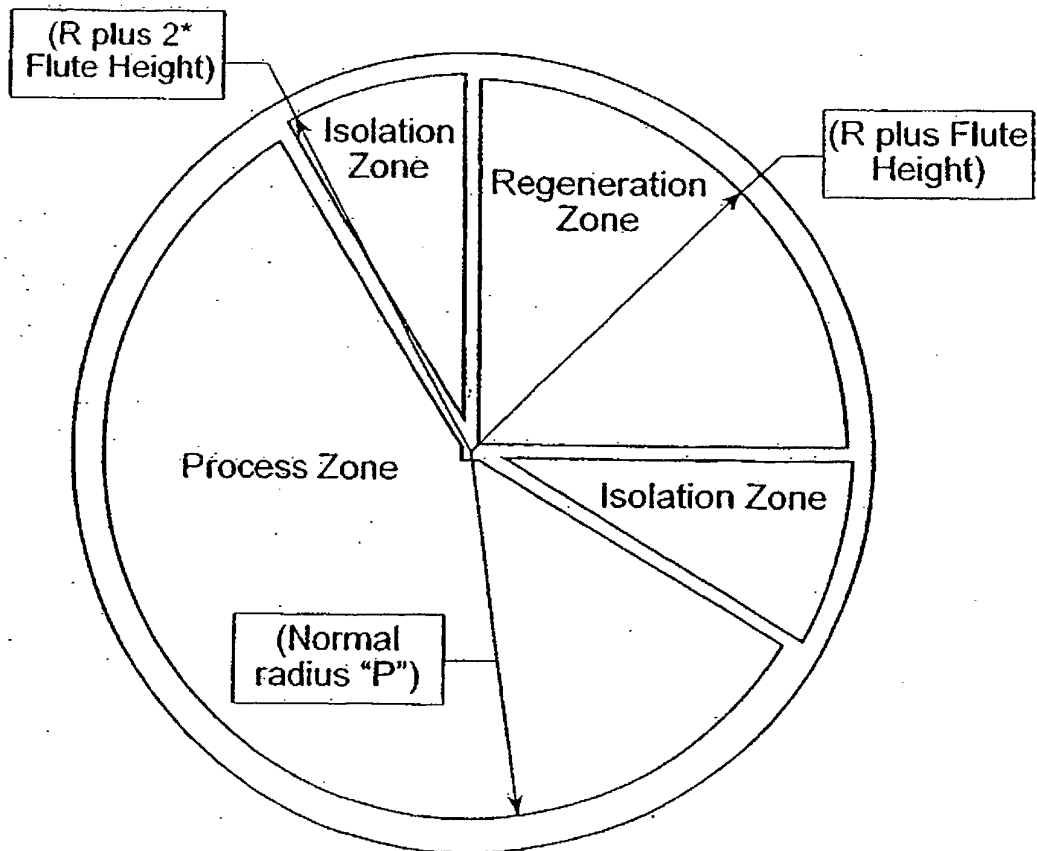 (R plus 2*
Flute Height)
Isolation
Zone
(R plus Flute
Height)
Regeneration
Zone
Process Zone
Isolation Zone
(Normal
radius “P”)